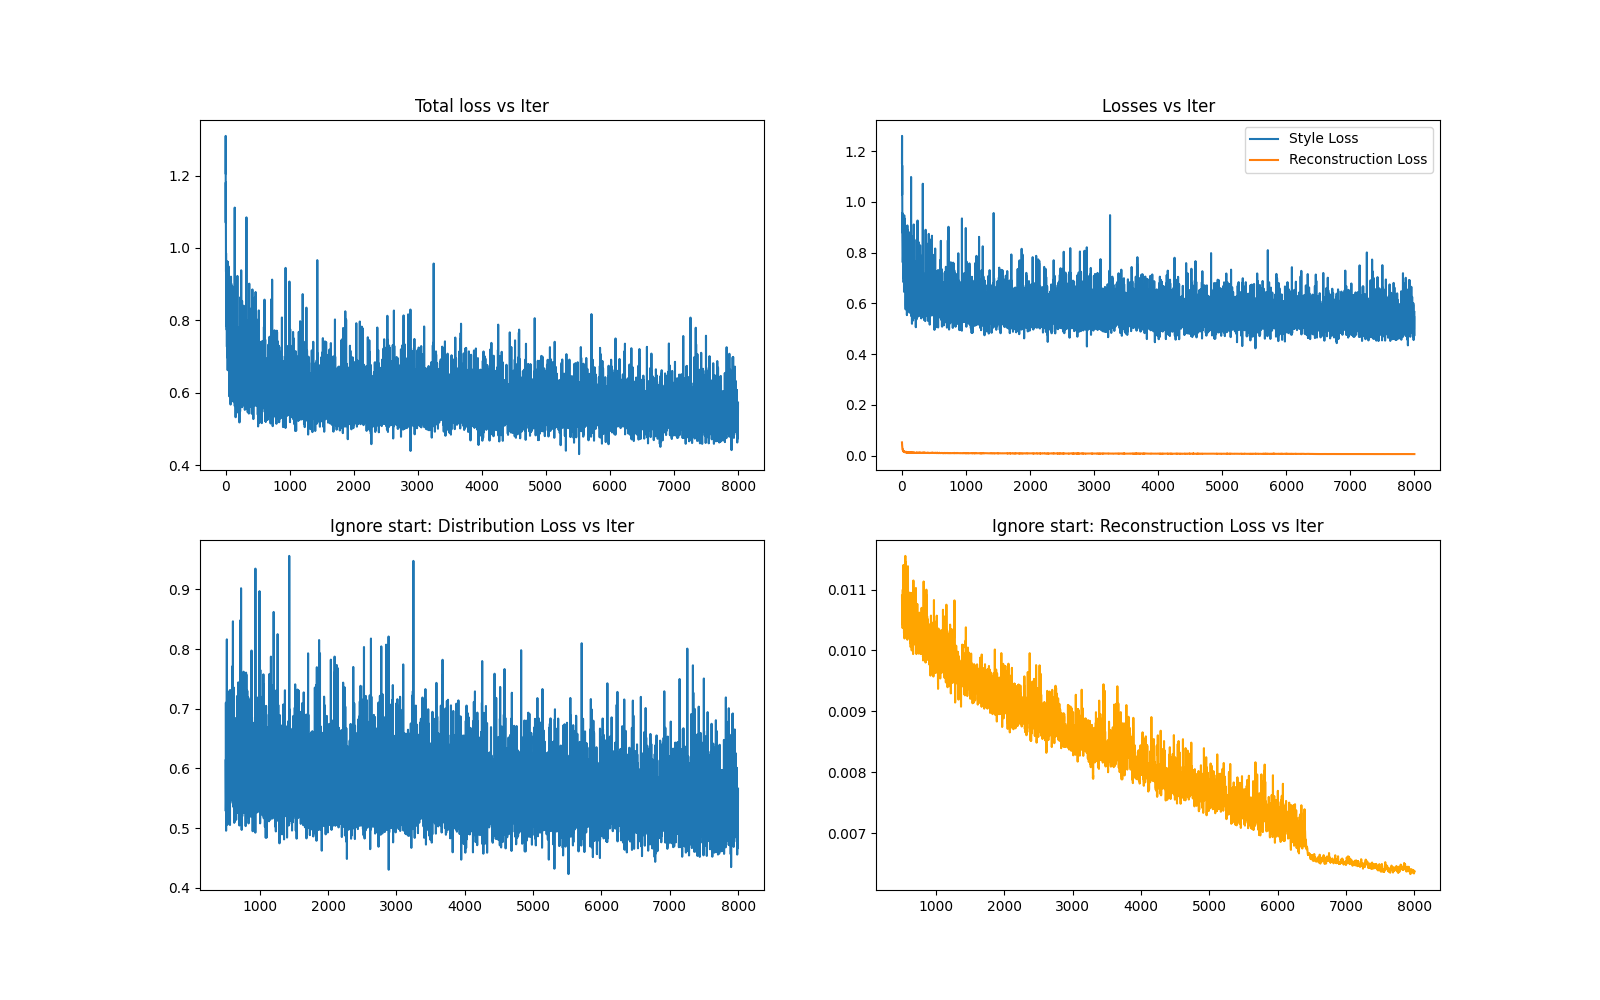 Total loss vs Iter
1.2
1.0
0.8
0.6
0.4
0 1000 2000 3000 4000 5000 6000 7000 8000
Losses vs Iter
Style Loss
Reconstruction Loss
1.2
1.0
0.8
0.6
0.4
0.2
0.0
0 1000 2000 3000 4000 5000 6000 7000 8000
Ignore start: Distribution Loss vs Iter
0.9
0.8
0.7
0.6
0.5
0.4
1000 2000 3000 4000 5000 6000 7000 8000
Ignore start: Reconstruction Loss vs Iter
0.011
0.010
0.009
0.008
0.007
1000 2000 3000 4000 5000 6000 7000 8000